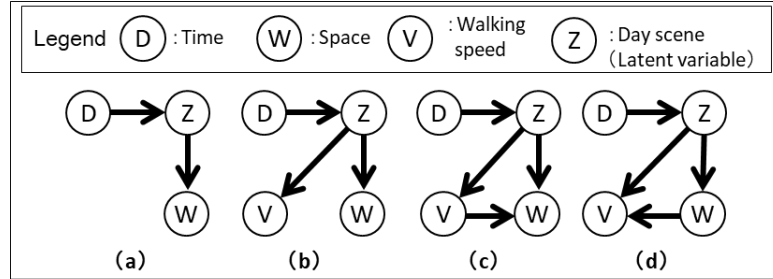 Legend D : Time W : Space V : Walking speed Z : Day scene (Latent variable)
D Z D Z D Z D Z
W V W V W V W
(a) (b) (c) (d)